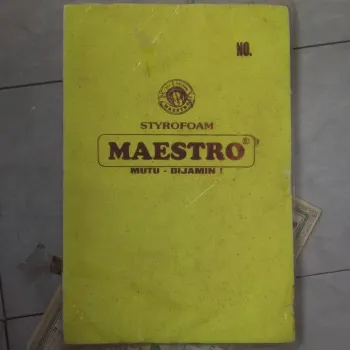 NO.
STYROFOAM
MAESTRO®
MUTU - DIJAMIN !